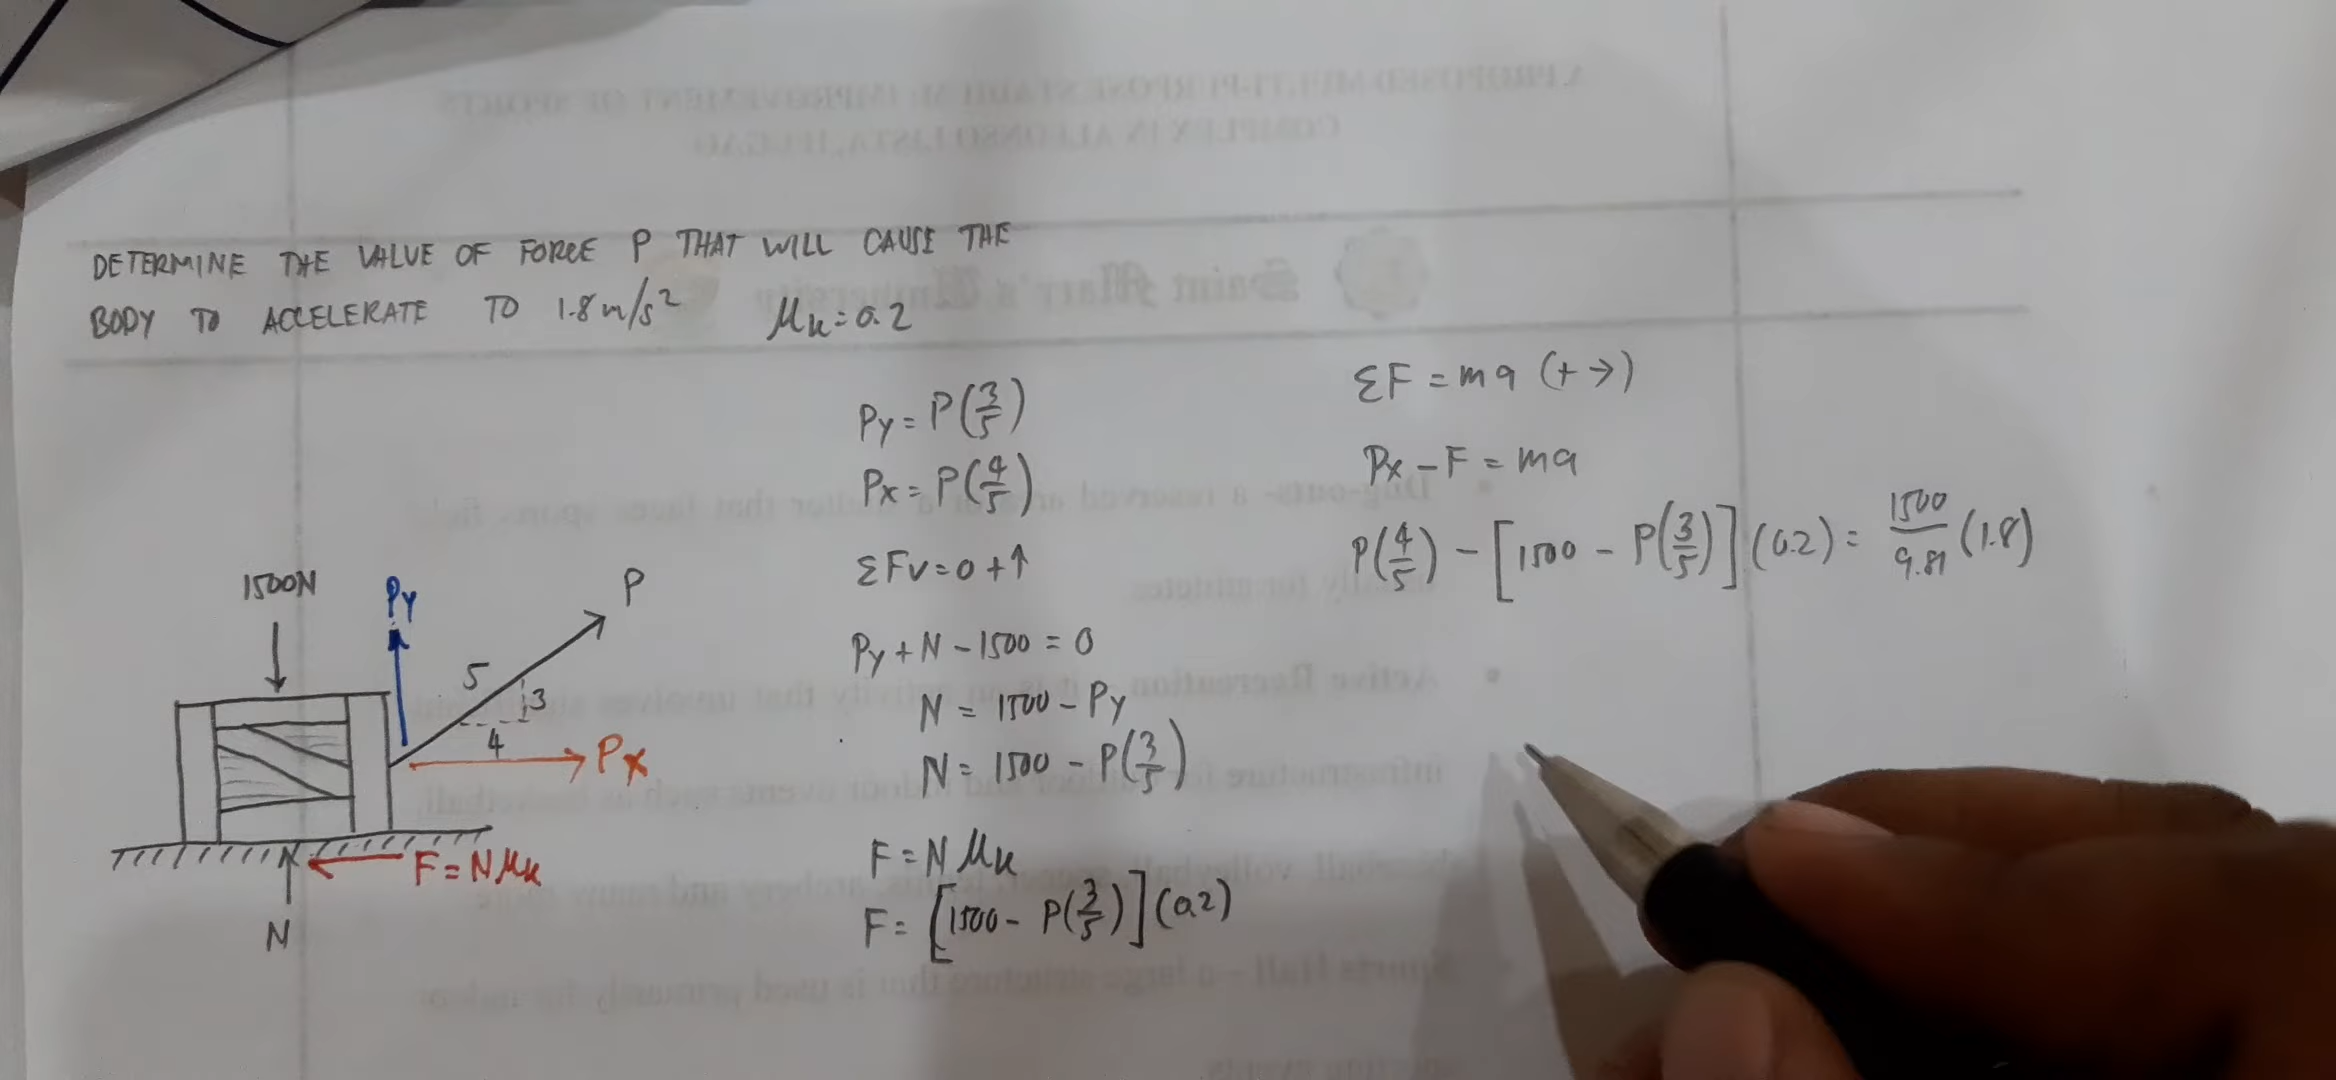 DETERMINE THE VALUE OF FORCE P THAT WILL CAUSE THE
BODY TO ACCELERATE TO 1.8 m/s² μk = 0.2
1500N
Py
P
5
3
4
Px
F = Nμk
N
Py = P(3/5)
Px = P(4/5)
ΣFv = 0 +↑
Py + N - 1500 = 0
N = 1500 - Py
N = 1500 - P(3/5)
F = Nμk
F = [1500 - P(3/5)](0.2)
ΣF = ma (+→)
Px - F = ma
P(4/5) - [1500 - P(3/5)](0.2) = 1500/9.81 (1.8)